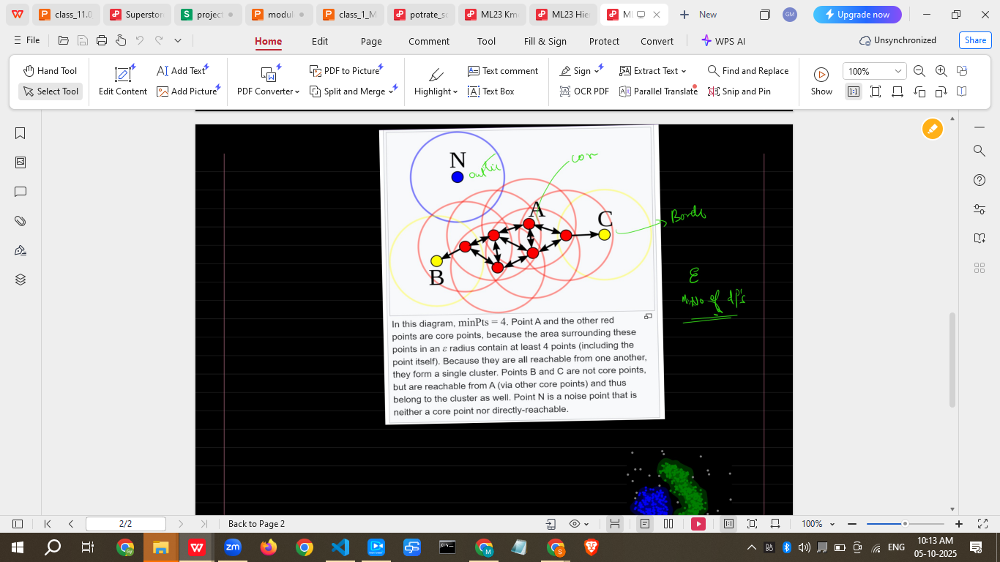 class_11.0
Superstor
project
modul
class_1_M
potrate_sc
ML23 Kme
ML23 Hie
ML
New
GM
Upgrade now
File
Home
Edit
Page
Comment
Tool
Fill & Sign
Protect
Convert
WPS AI
Unsynchronized
Share
Hand Tool
Select Tool
Edit Content
Add Text
Add Picture
PDF Converter
PDF to Picture
Split and Merge
Highlight
Text comment
Text Box
Sign
OCR PDF
Extract Text
Parallel Translate
Find and Replace
Snip and Pin
Show
100%
1:1
N
outlie
cor
A
C
Borde
B
ε
No of dp's
In this diagram, minPts = 4. Point A and the other red
points are core points, because the area surrounding these
points in an ε radius contain at least 4 points (including the
point itself). Because they are all reachable from one another,
they form a single cluster. Points B and C are not core points,
but are reachable from A (via other core points) and thus
belong to the cluster as well. Point N is a noise point that is
neither a core point nor directly-reachable.
2/2
Back to Page 2
100%
zm
ENG
10:13 AM
05-10-2025